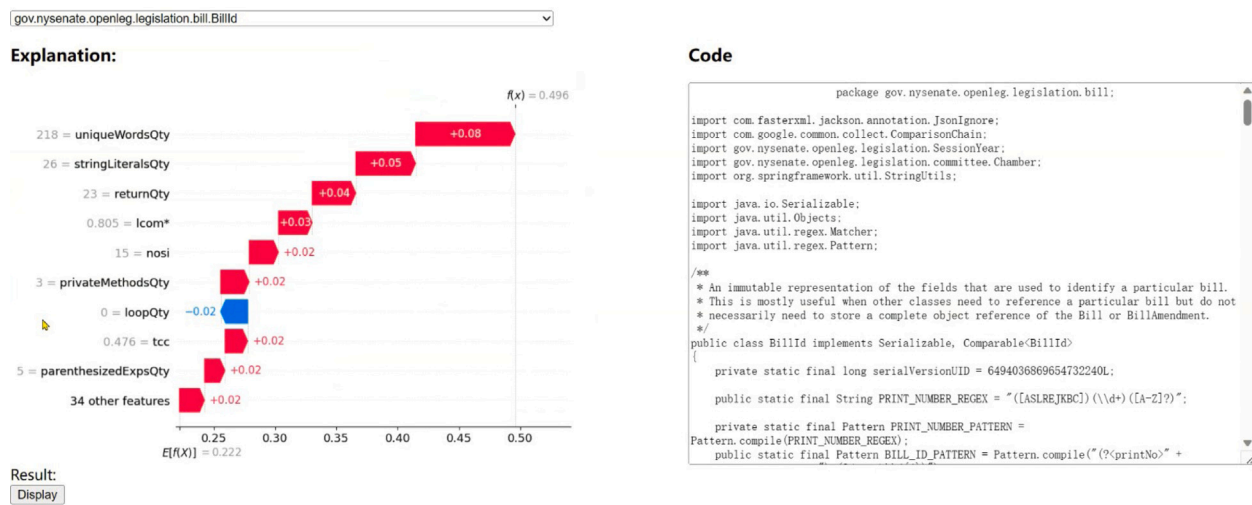 gov.nysenate.openleg.legislation.bill.BillId
Explanation:
f(x) = 0.496
218 = uniqueWordsQty
+0.08
26 = stringLiteralsQty
+0.05
23 = returnQty
+0.04
0.805 = lcom*
+0.03
15 = nosi
+0.02
3 = privateMethodsQty
+0.02
0 = loopQty
−0.02
0.476 = tcc
+0.02
5 = parenthesizedExpsQty
+0.02
34 other features
+0.02
0.25 0.30 0.35 0.40 0.45 0.50
E[f(X)] = 0.222
Result:
Display
Code
package gov.nysenate.openleg.legislation.bill;
import com.fasterxml.jackson.annotation.JsonIgnore;
import com.google.common.collect.ComparisonChain;
import gov.nysenate.openleg.legislation.SessionYear;
import gov.nysenate.openleg.legislation.committee.Chamber;
import org.springframework.util.StringUtils;
import java.io.Serializable;
import java.util.Objects;
import java.util.regex.Matcher;
import java.util.regex.Pattern;
/**
* An immutable representation of the fields that are used to identify a particular bill.
* This is mostly useful when other classes need to reference a particular bill but do not
* necessarily need to store a complete object reference of the Bill or BillAmendment.
*/
public class BillId implements Serializable, Comparable<BillId>
{
private static final long serialVersionUID = 6494036869654732240L;
public static final String PRINT_NUMBER_REGEX = "([ASLREJKBC])(\\d+)([A-Z]?)";
private static final Pattern PRINT_NUMBER_PATTERN =
Pattern.compile(PRINT_NUMBER_REGEX);
public static final Pattern BILL_ID_PATTERN = Pattern.compile("(?<printNo>" +